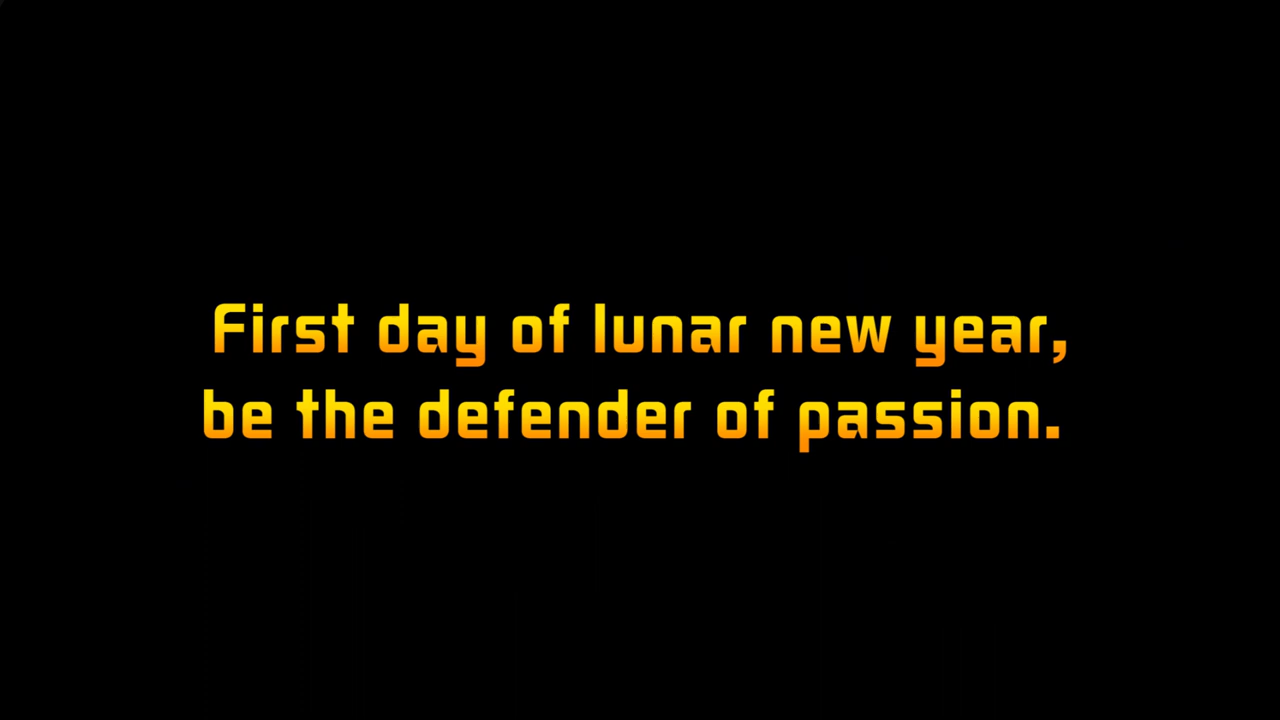 First day of lunar new year,
be the defender of passion.